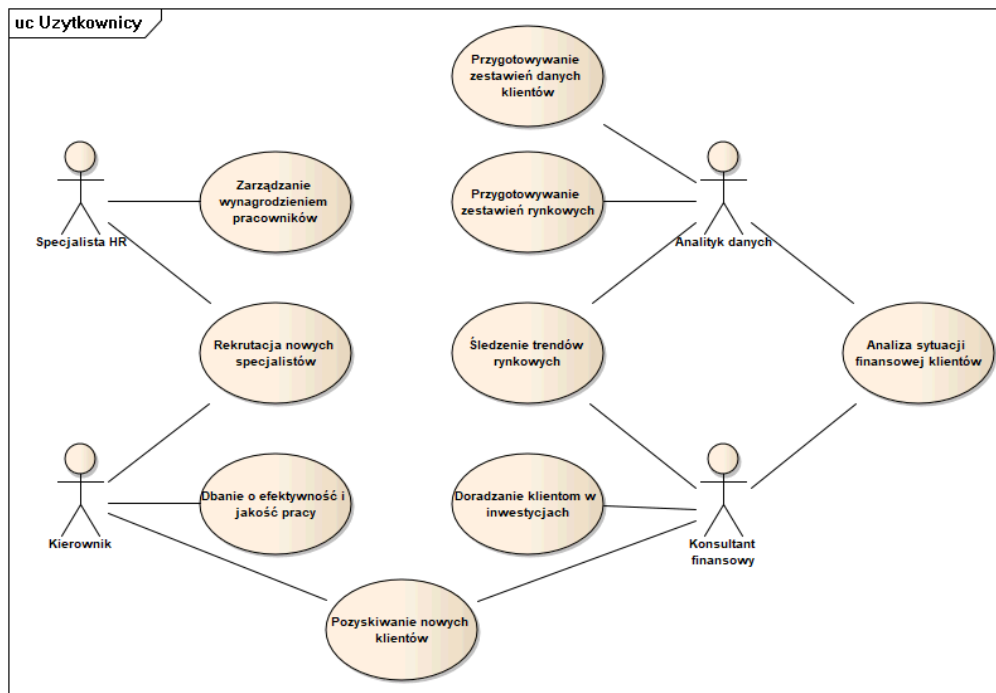 uc Uzytkownicy
Przygotowywanie
zestawień danych
klientów
Zarządzanie
wynagrodzeniem
pracowników
Przygotowywanie
zestawień rynkowych
Specjalista HR
Analityk danych
Rekrutacja nowych
specjalistów
Śledzenie trendów
rynkowych
Analiza sytuacji
finansowej klientów
Dbanie o efektywność i
jakość pracy
Doradzanie klientom w
inwestycjach
Kierownik
Konsultant
finansowy
Pozyskiwanie nowych
klientów